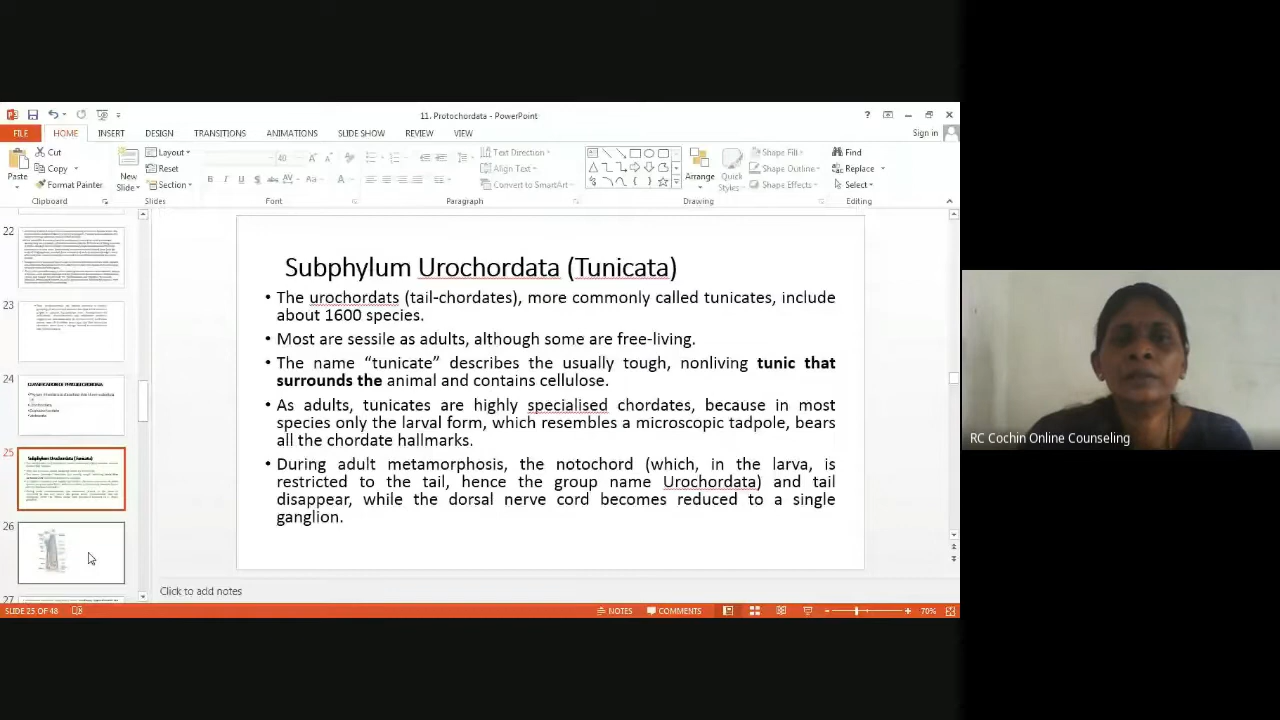 11. Protochordata - PowerPoint
Sign in
FILE HOME INSERT DESIGN TRANSITIONS ANIMATIONS SLIDE SHOW REVIEW VIEW
Paste
Cut
Copy
Format Painter
Clipboard
New
Slide
Layout
Reset
Section
Slides
40
Font
Text Direction
Align Text
Convert to SmartArt
Paragraph
Arrange
Quick
Styles
Shape Fill
Shape Outline
Shape Effects
Drawing
Find
Replace
Select
Editing
22
23
24
25
Subphylum Urochordata (Tunicata)
26
27
Subphylum Urochordata (Tunicata)
• The urochordats (tail-chordates), more commonly called tunicates, include
about 1600 species.
• Most are sessile as adults, although some are free-living.
• The name “tunicate” describes the usually tough, nonliving tunic that
surrounds the animal and contains cellulose.
• As adults, tunicates are highly specialised chordates, because in most
species only the larval form, which resembles a microscopic tadpole, bears
all the chordate hallmarks.
• During adult metamorphosis, the notochord (which, in the larva, is
restricted to the tail, hence the group name Urochordata) and tail
disappear, while the dorsal nerve cord becomes reduced to a single
ganglion.
Click to add notes
SLIDE 25 OF 48
NOTES COMMENTS
70%
RC Cochin Online Counseling